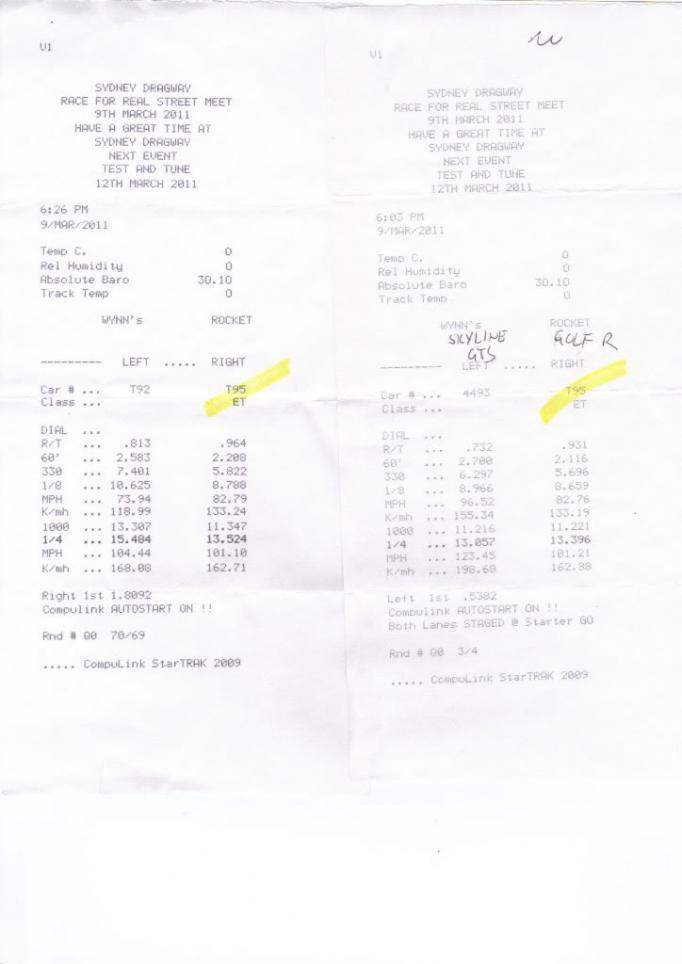 U1
SYDNEY DRAGWAY
RACE FOR REAL STREET MEET
9TH MARCH 2011
HAVE A GREAT TIME AT
SYDNEY DRAGWAY
NEXT EVENT
TEST AND TUNE
12TH MARCH 2011
6:26 PM
9/MAR/2011
Temp C. 0
Rel Humidity 0
Absolute Baro 30.10
Track Temp 0
WYNN's ROCKET
--------- LEFT ..... RIGHT
Car # ... T92 T95
Class ... ET
DIAL ...
R/T ... .813 .964
60' ... 2.583 2.208
330 ... 7.401 5.822
1/8 ... 10.625 8.788
MPH ... 73.94 82.79
K/mh ... 118.99 133.24
1000 ... 13.307 11.347
1/4 ... 15.484 13.524
MPH ... 104.44 101.10
K/mh ... 168.08 162.71
Right 1st 1.8092
Compulink AUTOSTART ON !!
Rnd # 00 70/69
..... CompuLink StarTRAK 2009
U1
SYDNEY DRAGWAY
RACE FOR REAL STREET MEET
9TH MARCH 2011
HAVE A GREAT TIME AT
SYDNEY DRAGWAY
NEXT EVENT
TEST AND TUNE
12TH MARCH 2011
6:03 PM
9/MAR/2011
Temp C. 0
Rel Humidity 0
Absolute Baro 30.10
Track Temp 0
WYNN's ROCKET
SKYLINE GOLF R
GTS
--------- LEFT ..... RIGHT
Car # ... 4493 T95
Class ... ET
DIAL ...
R/T ... .732 .931
60' ... 2.700 2.116
330 ... 6.297 5.696
1/8 ... 8.966 8.659
MPH ... 96.52 82.76
K/mh ... 155.34 133.19
1000 ... 11.216 11.221
1/4 ... 13.057 13.396
MPH ... 123.45 101.21
K/mh ... 198.68 162.88
Left 1st .5382
Compulink AUTOSTART ON !!
Both Lanes STAGED @ Starter GO
Rnd # 00 3/4
..... CompuLink StarTRAK 2009